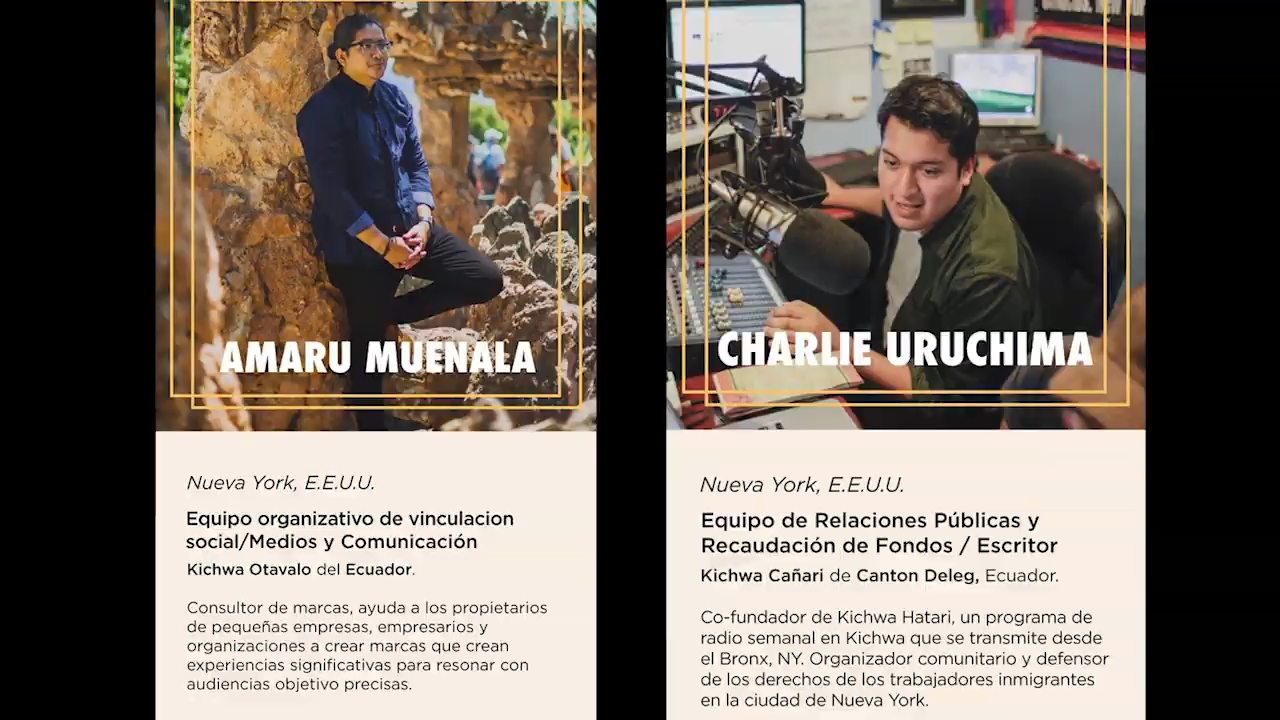 AMARU MUENALA
Nueva York, E.E.U.U.
Equipo organizativo de vinculacion
social/Medios y Comunicación
Kichwa Otavalo del Ecuador.
Consultor de marcas, ayuda a los propietarios
de pequeñas empresas, empresarios y
organizaciones a crear marcas que crean
experiencias significativas para resonar con
audiencias objetivo precisas.
CHARLIE URUCHIMA
Nueva York, E.E.U.U.
Equipo de Relaciones Públicas y
Recaudación de Fondos / Escritor
Kichwa Cañari de Canton Deleg, Ecuador.
Co-fundador de Kichwa Hatari, un programa de
radio semanal en Kichwa que se transmite desde
el Bronx, NY. Organizador comunitario y defensor
de los derechos de los trabajadores inmigrantes
en la ciudad de Nueva York.